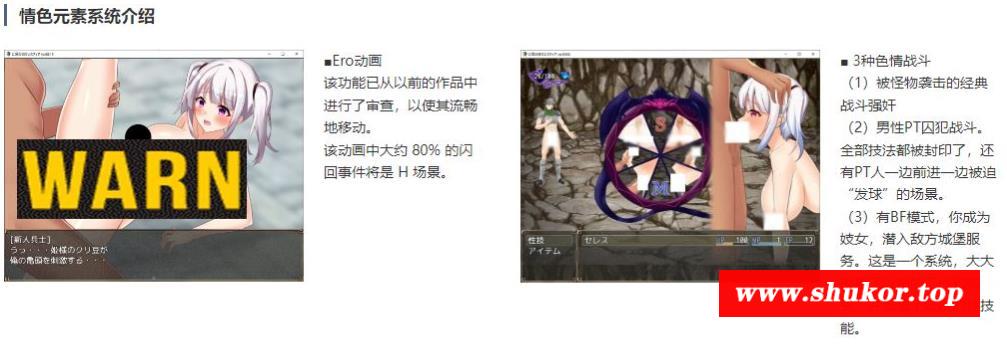 情色元素系统介绍
WARN
[新人兵士]
うっ・・・姫様のクリ豆が
俺の亀頭を刺激する・・・
■Ero动画
该功能已从以前的作品中
进行了审查，以使其流畅
地移动。
该动画中大约 80% 的闪
回事件将是 H 场景。
S
M
性技
アイテム
セレス
100
1
12
■ 3种色情战斗
（1）被怪物袭击的经典
战斗强奸
（2）男性PT囚犯战斗。
全部技法都被封印了，还
有PT人一边前进一边被迫
“发球”的场景。
（3）有BF模式，你成为
妓女，潜入敌方城堡服
务。这是一个系统，大大
技
能。
www.shukor.top